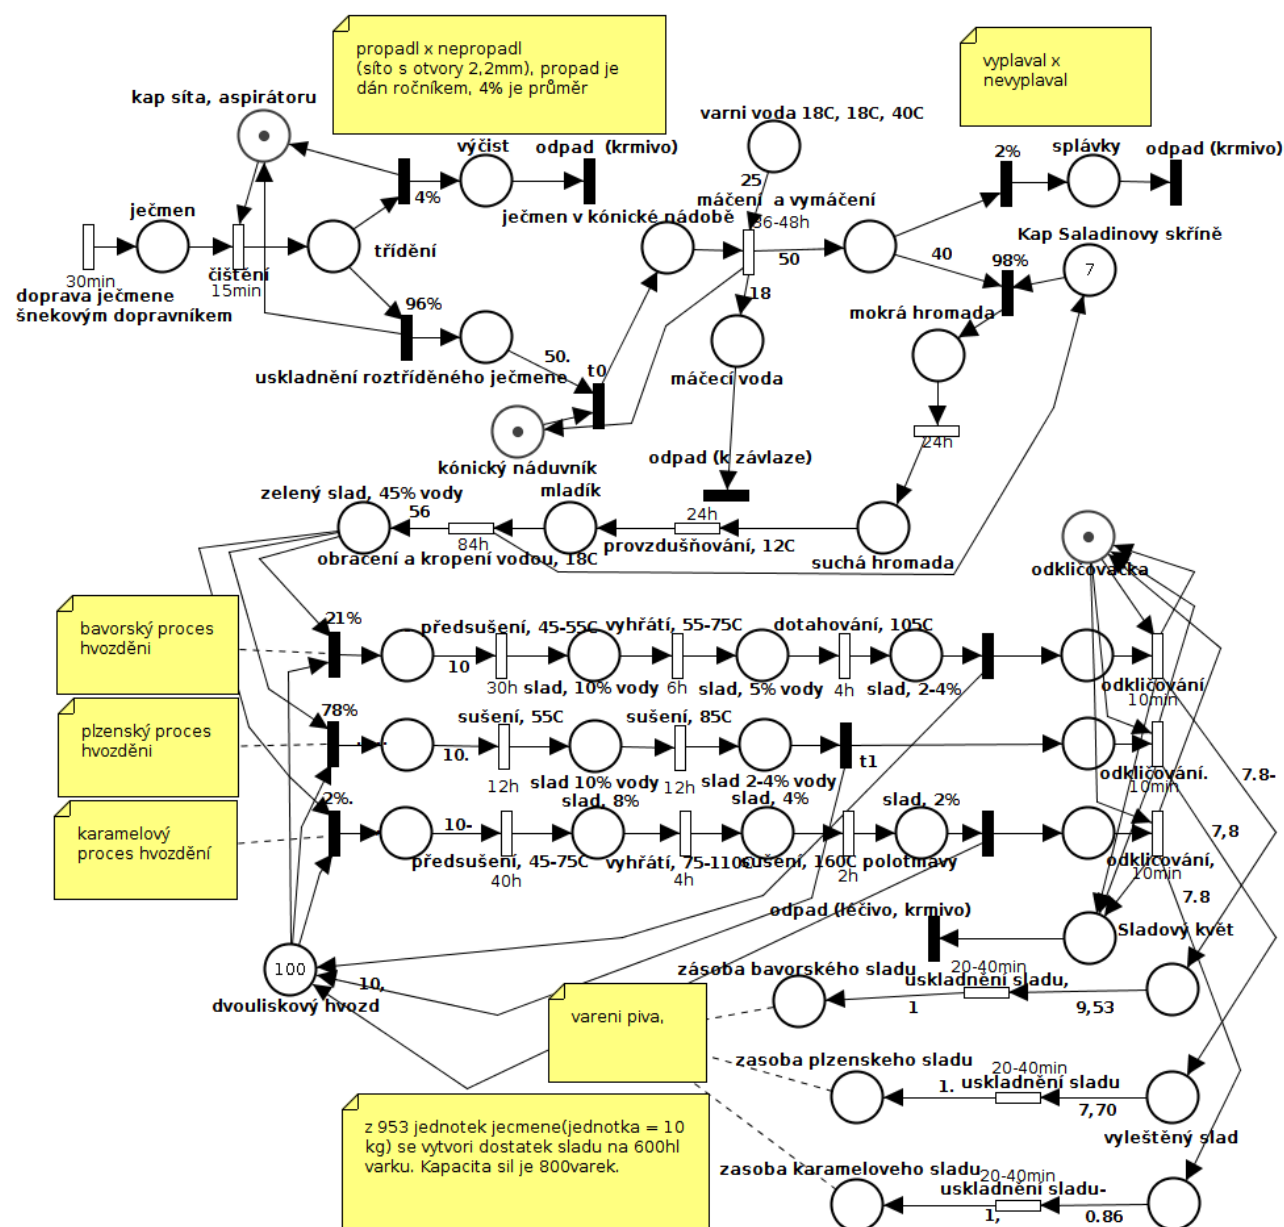 propadl x nepropadl
(síto s otvory 2,2mm), propad je
dán ročníkem, 4% je průměr
vyplaval x
nevyplaval
kap síta, aspirátoru
varni voda 18C, 18C, 40C
výčist
odpad  (krmivo)
2%
splávky
odpad (krmivo)
25
4%
máčení  a vymáčení
ječmen
ječmen v kónické nádobě
36-48h
Kap Saladinovy skříně
třídění
40
98%
7
50
čištění
30min
15min
doprava ječmene
šnekovým dopravníkem
96%
18
mokrá hromada
50.
t0
uskladnění roztříděného ječmene
máčecí voda
24h
kónický náduvník
odpad (k závlaze)
zelený slad, 45% vody
mladík
56
24h
84h
provzdušňování, 12C
obracení a kropení vodou, 18C
suchá hromada
odkličovačka
bavorský proces
hvozděni
21%
předsušení, 45-55C
vyhřátí, 55-75C
dotahování, 105C
10
30h
slad, 10% vody
6h
slad, 5% vody
4h
slad, 2-4%
odkličování
10min
plzenský proces
hvozděni
78%
sušení, 55C
sušení, 85C
10.
t1
12h
slad 10% vody
12h
slad 2-4% vody
odkličování.
10min
7.8-
karamelový
proces hvozdění
2%.
slad, 8%
slad, 4%
slad, 2%
10-
7,8
předsušení, 45-75C
vyhřátí, 75-110C
sušení, 160C
polotmavý
odkličování,
40h
4h
2h
10min
7.8
odpad (léčivo, krmivo)
Sladový květ
100
10,
dvouliskový hvozd
zásoba bavorského sladu
20-40min
uskladnění sladu,
1
9,53
vareni piva,
zasoba plzenskeho sladu
20-40min
1.
uskladnění sladu
7,70
vyleštěný slad
z 953 jednotek jecmene(jednotka = 10
kg) se vytvori dostatek sladu na 600hl
varku. Kapacita sil je 800varek.
zasoba karameloveho sladu
20-40min
uskladnění sladu-
1,
0.86